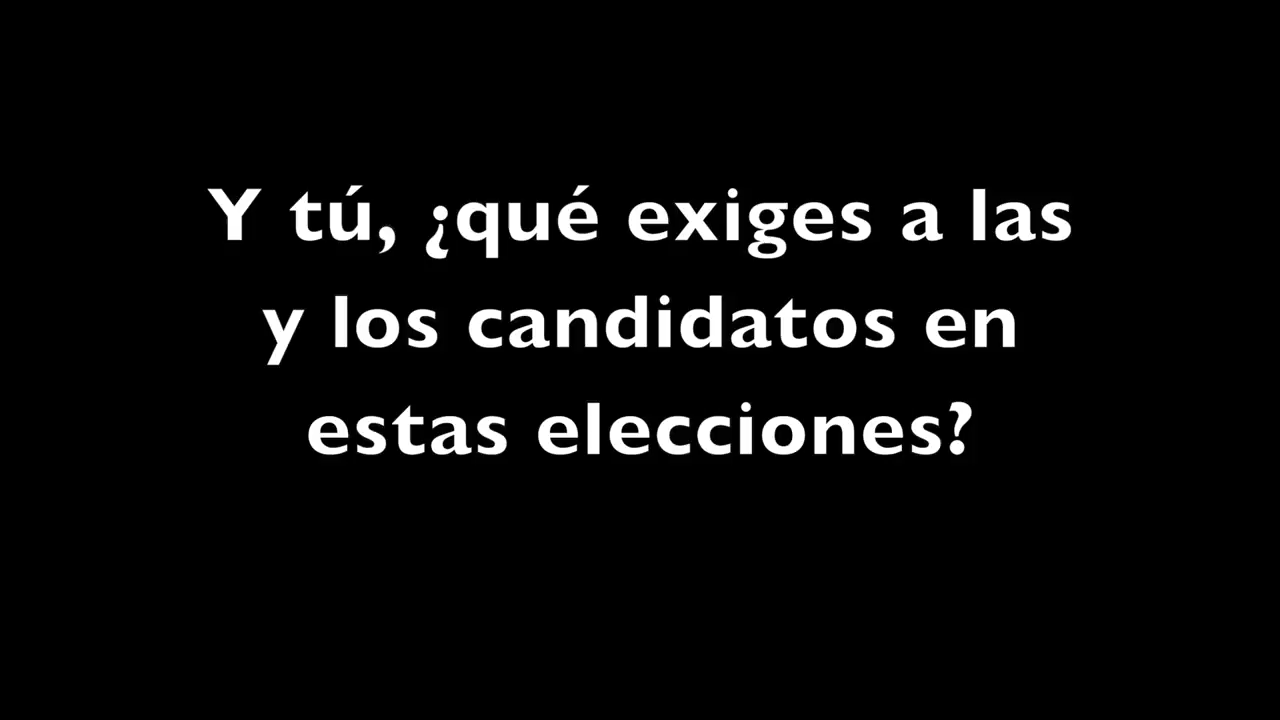 Y tú, ¿qué exiges a las
y los candidatos en
estas elecciones?